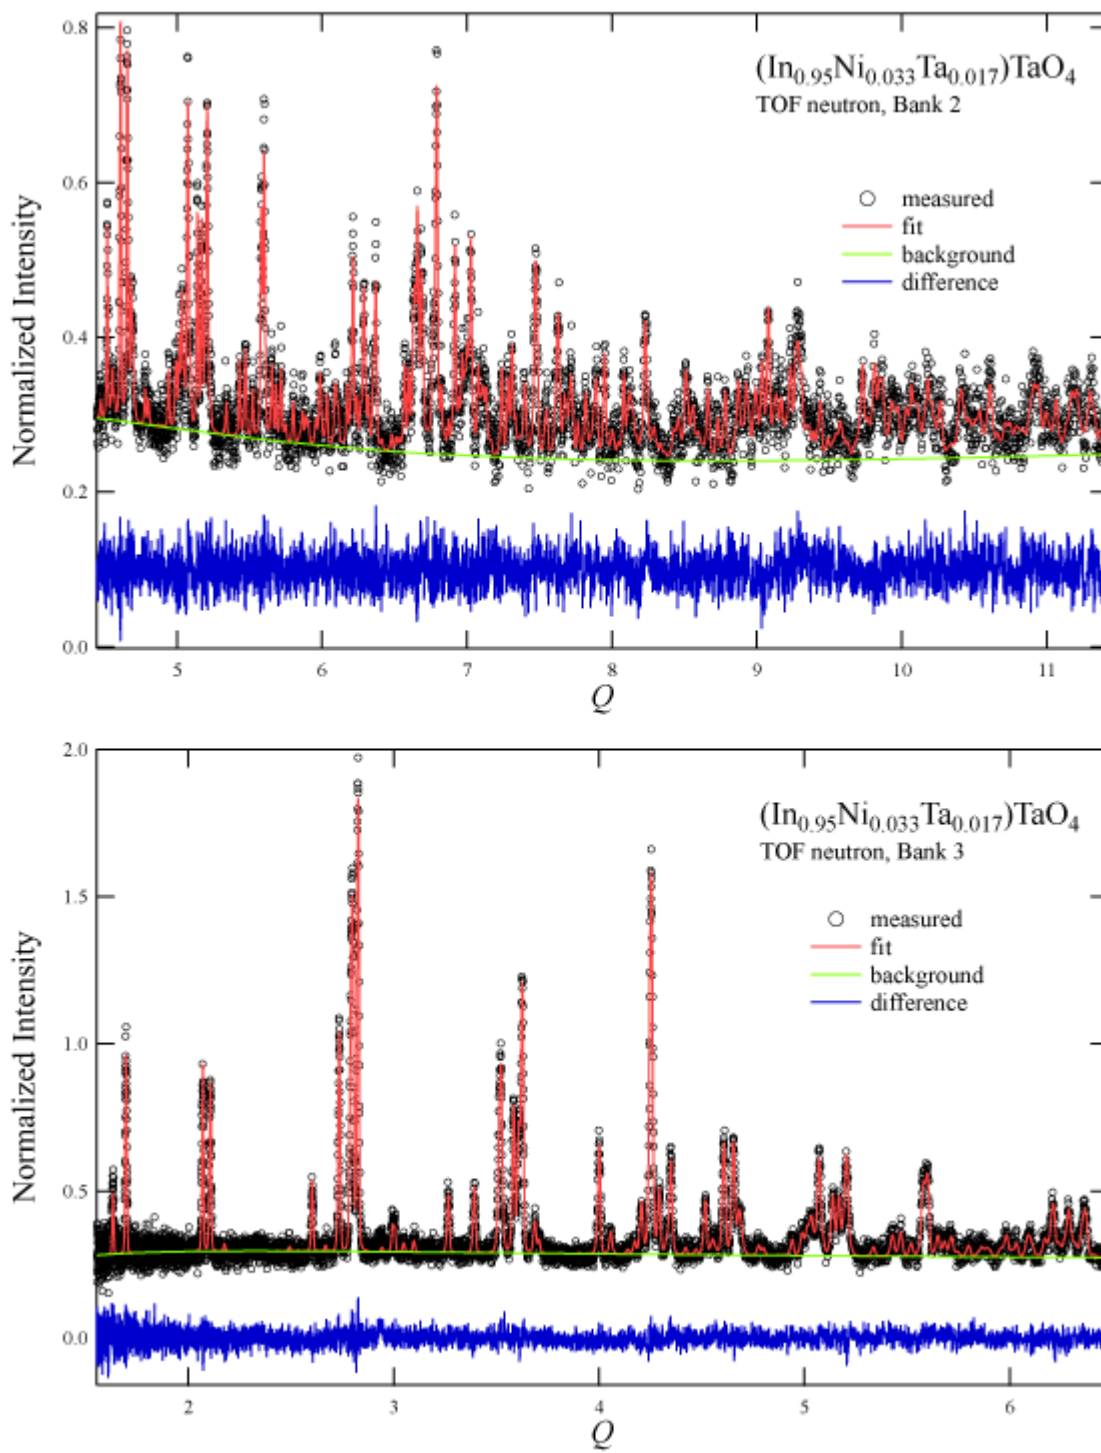 0.8
0.6
0.4
0.2
0.0
Normalized Intensity
(In0.95Ni0.033Ta0.017)TaO4
TOF neutron, Bank 2
measured
fit
background
difference
5 6 7 8 9 10 11
Q
2.0
1.5
1.0
0.5
0.0
Normalized Intensity
(In0.95Ni0.033Ta0.017)TaO4
TOF neutron, Bank 3
measured
fit
background
difference
2 3 4 5 6
Q